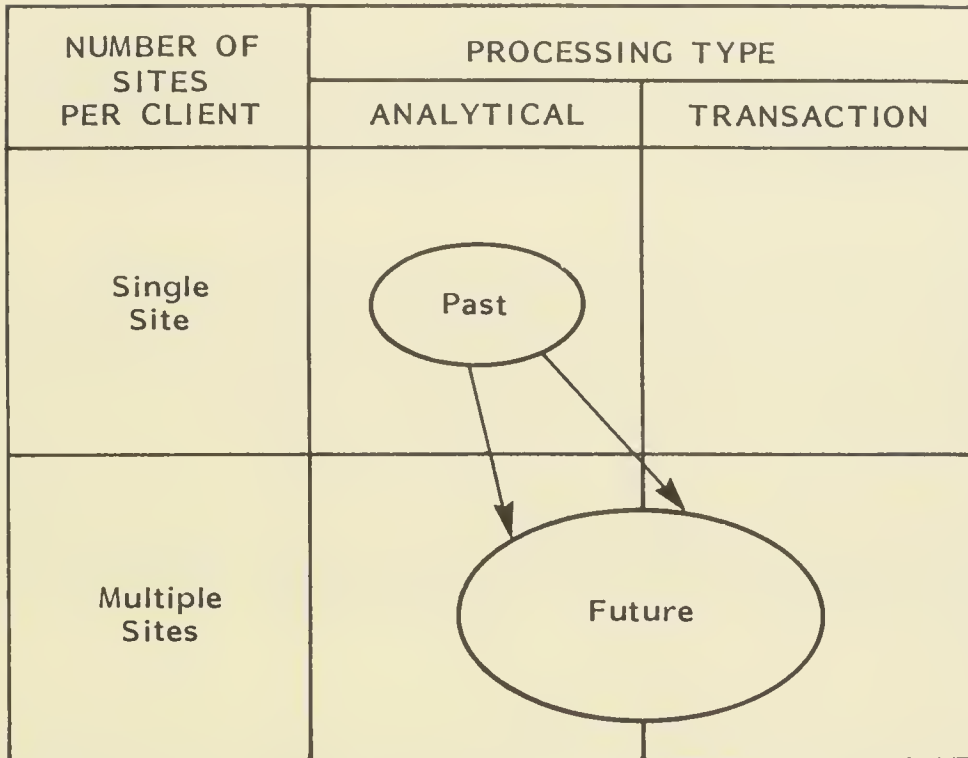 NUMBER OF
SITES
PER CLIENT
PROCESSING TYPE
ANALYTICAL
TRANSACTION
Single
Site
Past
Multiple
Sites
Future